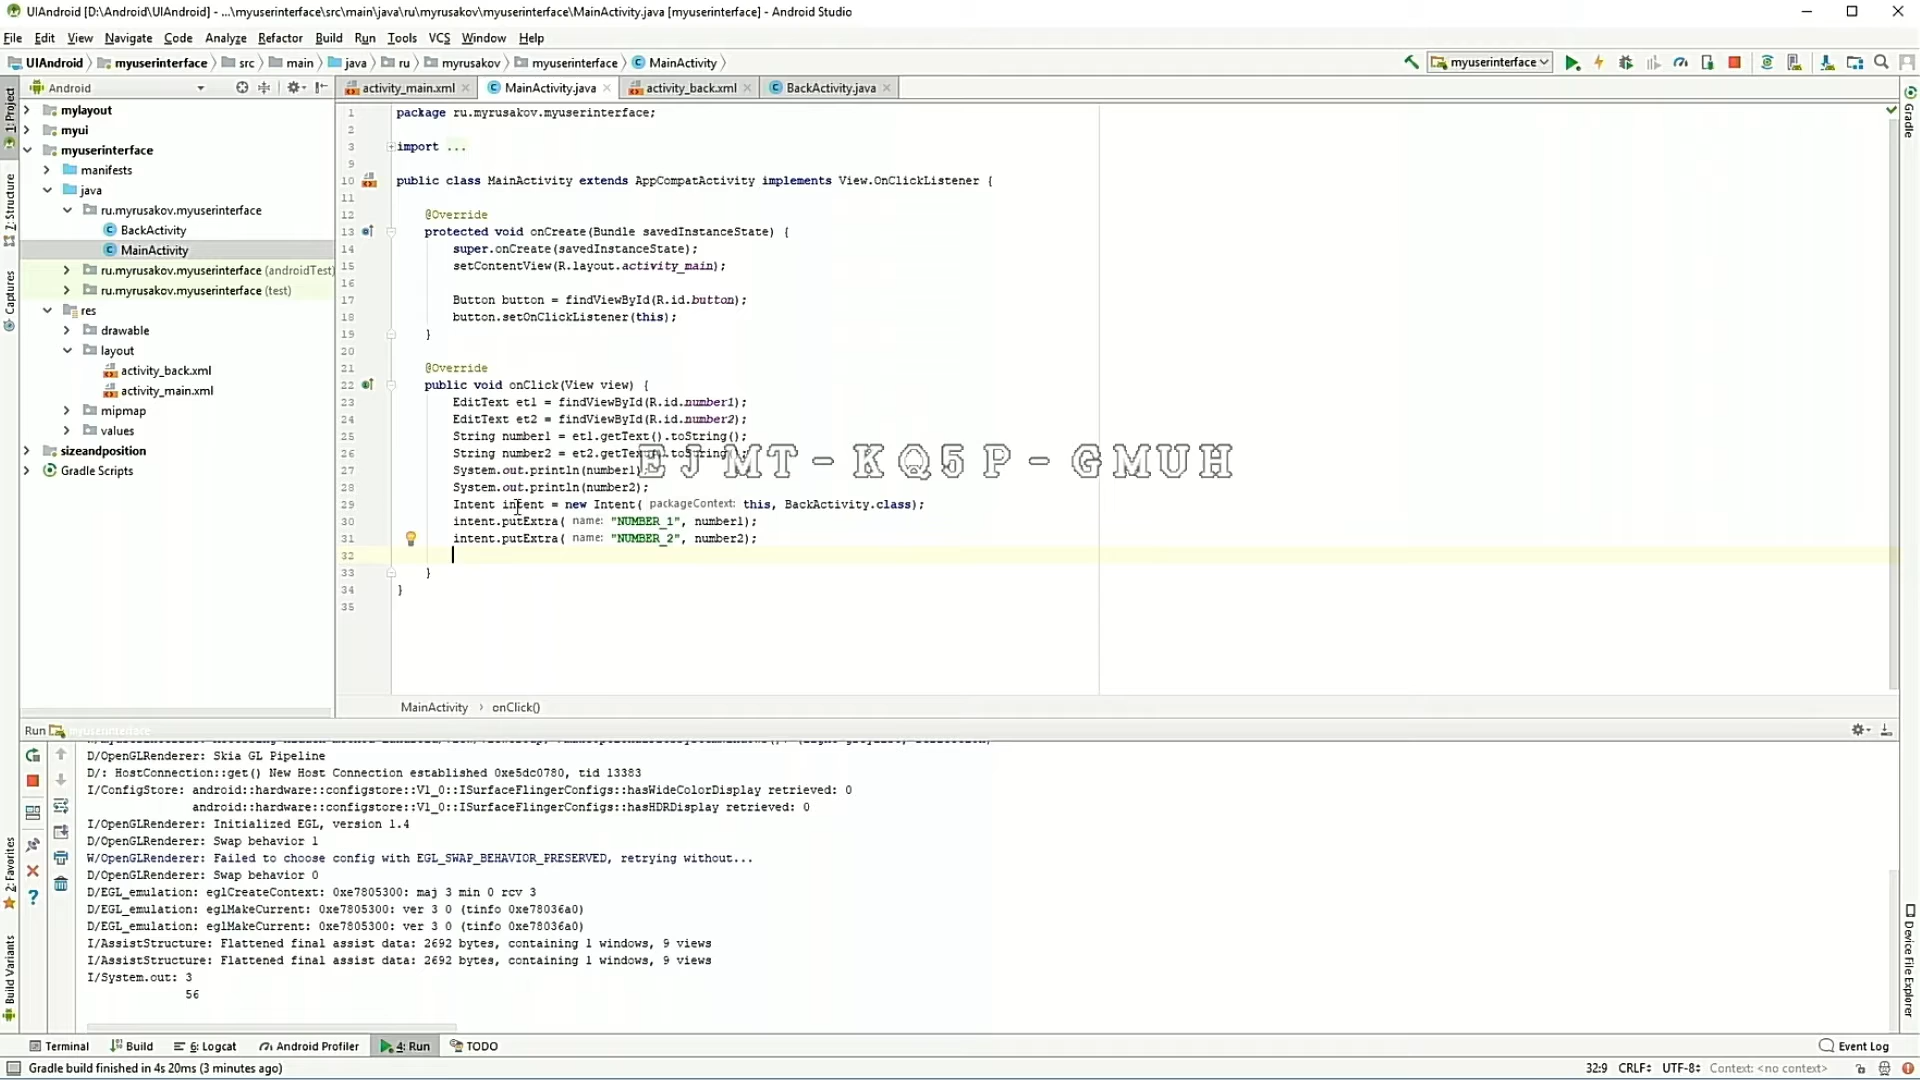 UIAndroid [D:\Android\UIAndroid] - ...\myuserinterface\src\main\java\ru\myrusakov\myuserinterface\MainActivity.java [myuserinterface] - Android Studio
File Edit View Navigate Code Analyze Refactor Build Run Tools VCS Window Help
UIAndroid myuserinterface src main java ru myrusakov myuserinterface MainActivity myuserinterface
Android activity_main.xml MainActivity.java activity_back.xml BackActivity.java
1: Project
Z: Structure
Captures
2: Favorites
Build Variants
Gradle
Device File Explorer
mylayout
myui
myuserinterface
manifests
java
ru.myrusakov.myuserinterface
BackActivity
MainActivity
ru.myrusakov.myuserinterface (androidTest)
ru.myrusakov.myuserinterface (test)
res
drawable
layout
activity_back.xml
activity_main.xml
mipmap
values
sizeandposition
Gradle Scripts
1 package ru.myrusakov.myuserinterface;
2
3 import ...
9
10 public class MainActivity extends AppCompatActivity implements View.OnClickListener {
11
12 @Override
13 protected void onCreate(Bundle savedInstanceState) {
14 super.onCreate(savedInstanceState);
15 setContentView(R.layout.activity_main);
16
17 Button button = findViewById(R.id.button);
18 button.setOnClickListener(this);
19 }
20
21 @Override
22 public void onClick(View view) {
23 EditText et1 = findViewById(R.id.number1);
24 EditText et2 = findViewById(R.id.number2);
25 String number1 = et1.getText().toString();
26 String number2 = et2.getText().toString();
27 System.out.println(number1);
28 System.out.println(number2);
29 Intent intent = new Intent( packageContext: this, BackActivity.class);
30 intent.putExtra( name: "NUMBER_1", number1);
31 intent.putExtra( name: "NUMBER_2", number2);
32
33 }
34 }
35
EJMT-KQ5P-GMUH
MainActivity › onClick()
Run myuserinterface
D/OpenGLRenderer: Skia GL Pipeline
D/: HostConnection::get() New Host Connection established 0xe5dc0780, tid 13383
I/ConfigStore: android::hardware::configstore::V1_0::ISurfaceFlingerConfigs::hasWideColorDisplay retrieved: 0
android::hardware::configstore::V1_0::ISurfaceFlingerConfigs::hasHDRDisplay retrieved: 0
I/OpenGLRenderer: Initialized EGL, version 1.4
D/OpenGLRenderer: Swap behavior 1
W/OpenGLRenderer: Failed to choose config with EGL_SWAP_BEHAVIOR_PRESERVED, retrying without...
D/OpenGLRenderer: Swap behavior 0
D/EGL_emulation: eglCreateContext: 0xe7805300: maj 3 min 0 rcv 3
D/EGL_emulation: eglMakeCurrent: 0xe7805300: ver 3 0 (tinfo 0xe78036a0)
D/EGL_emulation: eglMakeCurrent: 0xe7805300: ver 3 0 (tinfo 0xe78036a0)
I/AssistStructure: Flattened final assist data: 2692 bytes, containing 1 windows, 9 views
I/AssistStructure: Flattened final assist data: 2692 bytes, containing 1 windows, 9 views
I/System.out: 3
56
Terminal Build 6: Logcat Android Profiler 4: Run TODO Event Log
Gradle build finished in 4s 20ms (3 minutes ago) 32:9 CRLF UTF-8 Context: <no context>